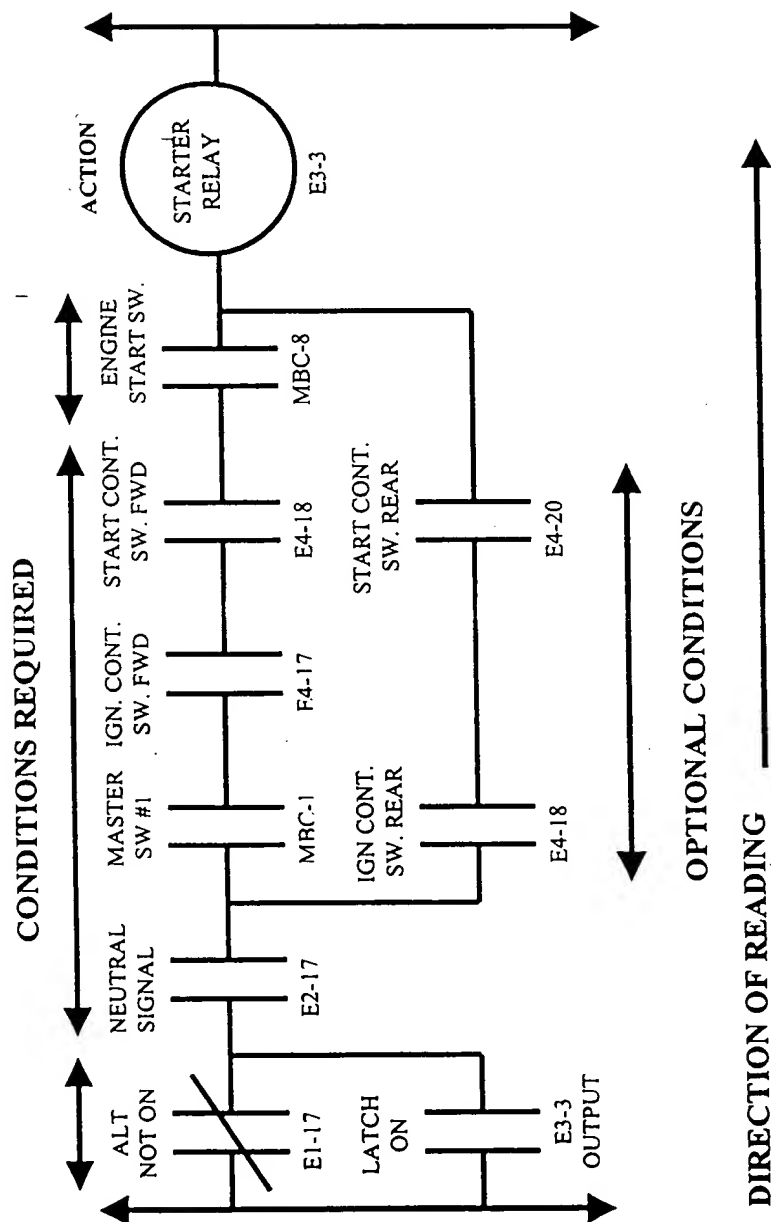 CONDITIONS REQUIRED
ACTION
ALT
NOT ON
NEUTRAL
SIGNAL
MASTER
SW #1
IGN. CONT.
SW. FWD
START CONT.
SW. FWD
ENGINE
START SW.
STARTER
RELAY
E1-17
E2-17
MBC-1
E4-17
E4-18
MBC-8
E3-3
LATCH
ON
IGN CONT.
SW. REAR
START CONT.
SW. REAR
E3-3
OUTPUT
E4-18
E4-20
OPTIONAL CONDITIONS
DIRECTION OF READING